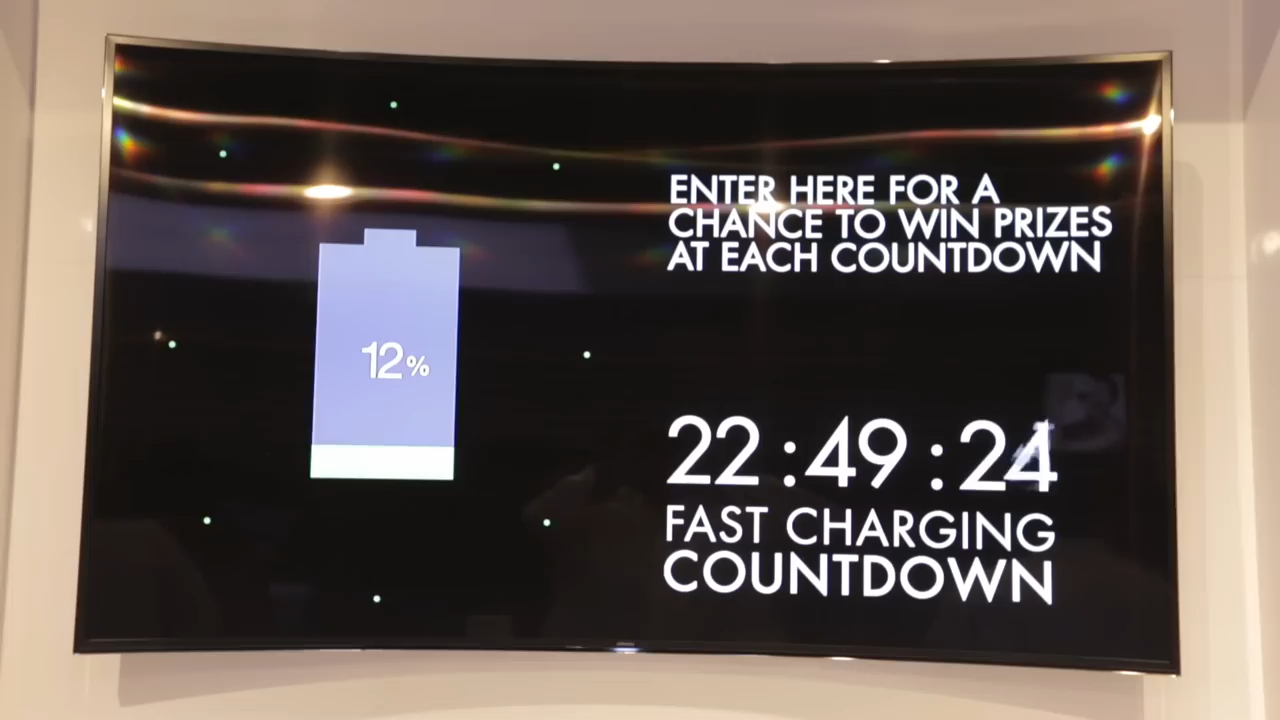 ENTER HERE FOR A
CHANCE TO WIN PRIZES
AT EACH COUNTDOWN
12%
22:49:24
FAST CHARGING
COUNTDOWN